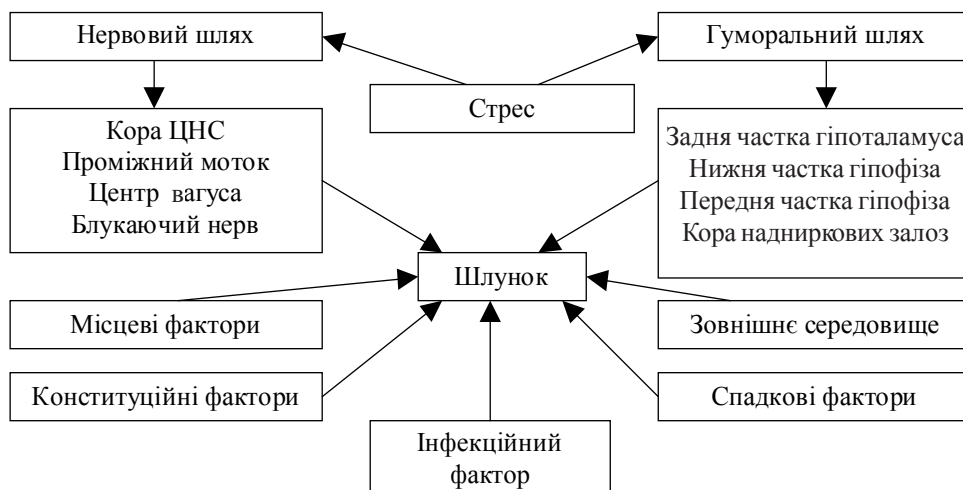 Нервовий шлях
Гуморальний шлях
Стрес
Кора ЦНС
Проміжний моток
Центр вагуса
Блукаючий нерв
Задня частка гіпоталамуса
Нижня частка гіпофіза
Передня частка гіпофіза
Кора надниркових залоз
Шлунок
Місцеві фактори
Зовнішнє середовище
Конституційні фактори
Спадкові фактори
Інфекційний
фактор